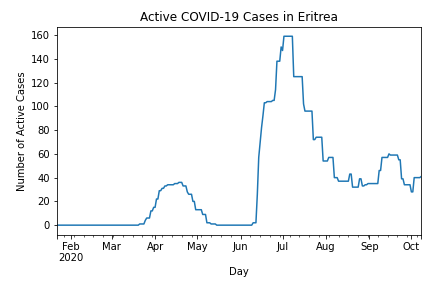 Active COVID-19 Cases in Eritrea
160
140
120
100
80
60
40
20
0
Number of Active Cases
Feb Mar Apr May Jun Jul Aug Sep Oct
2020
Day